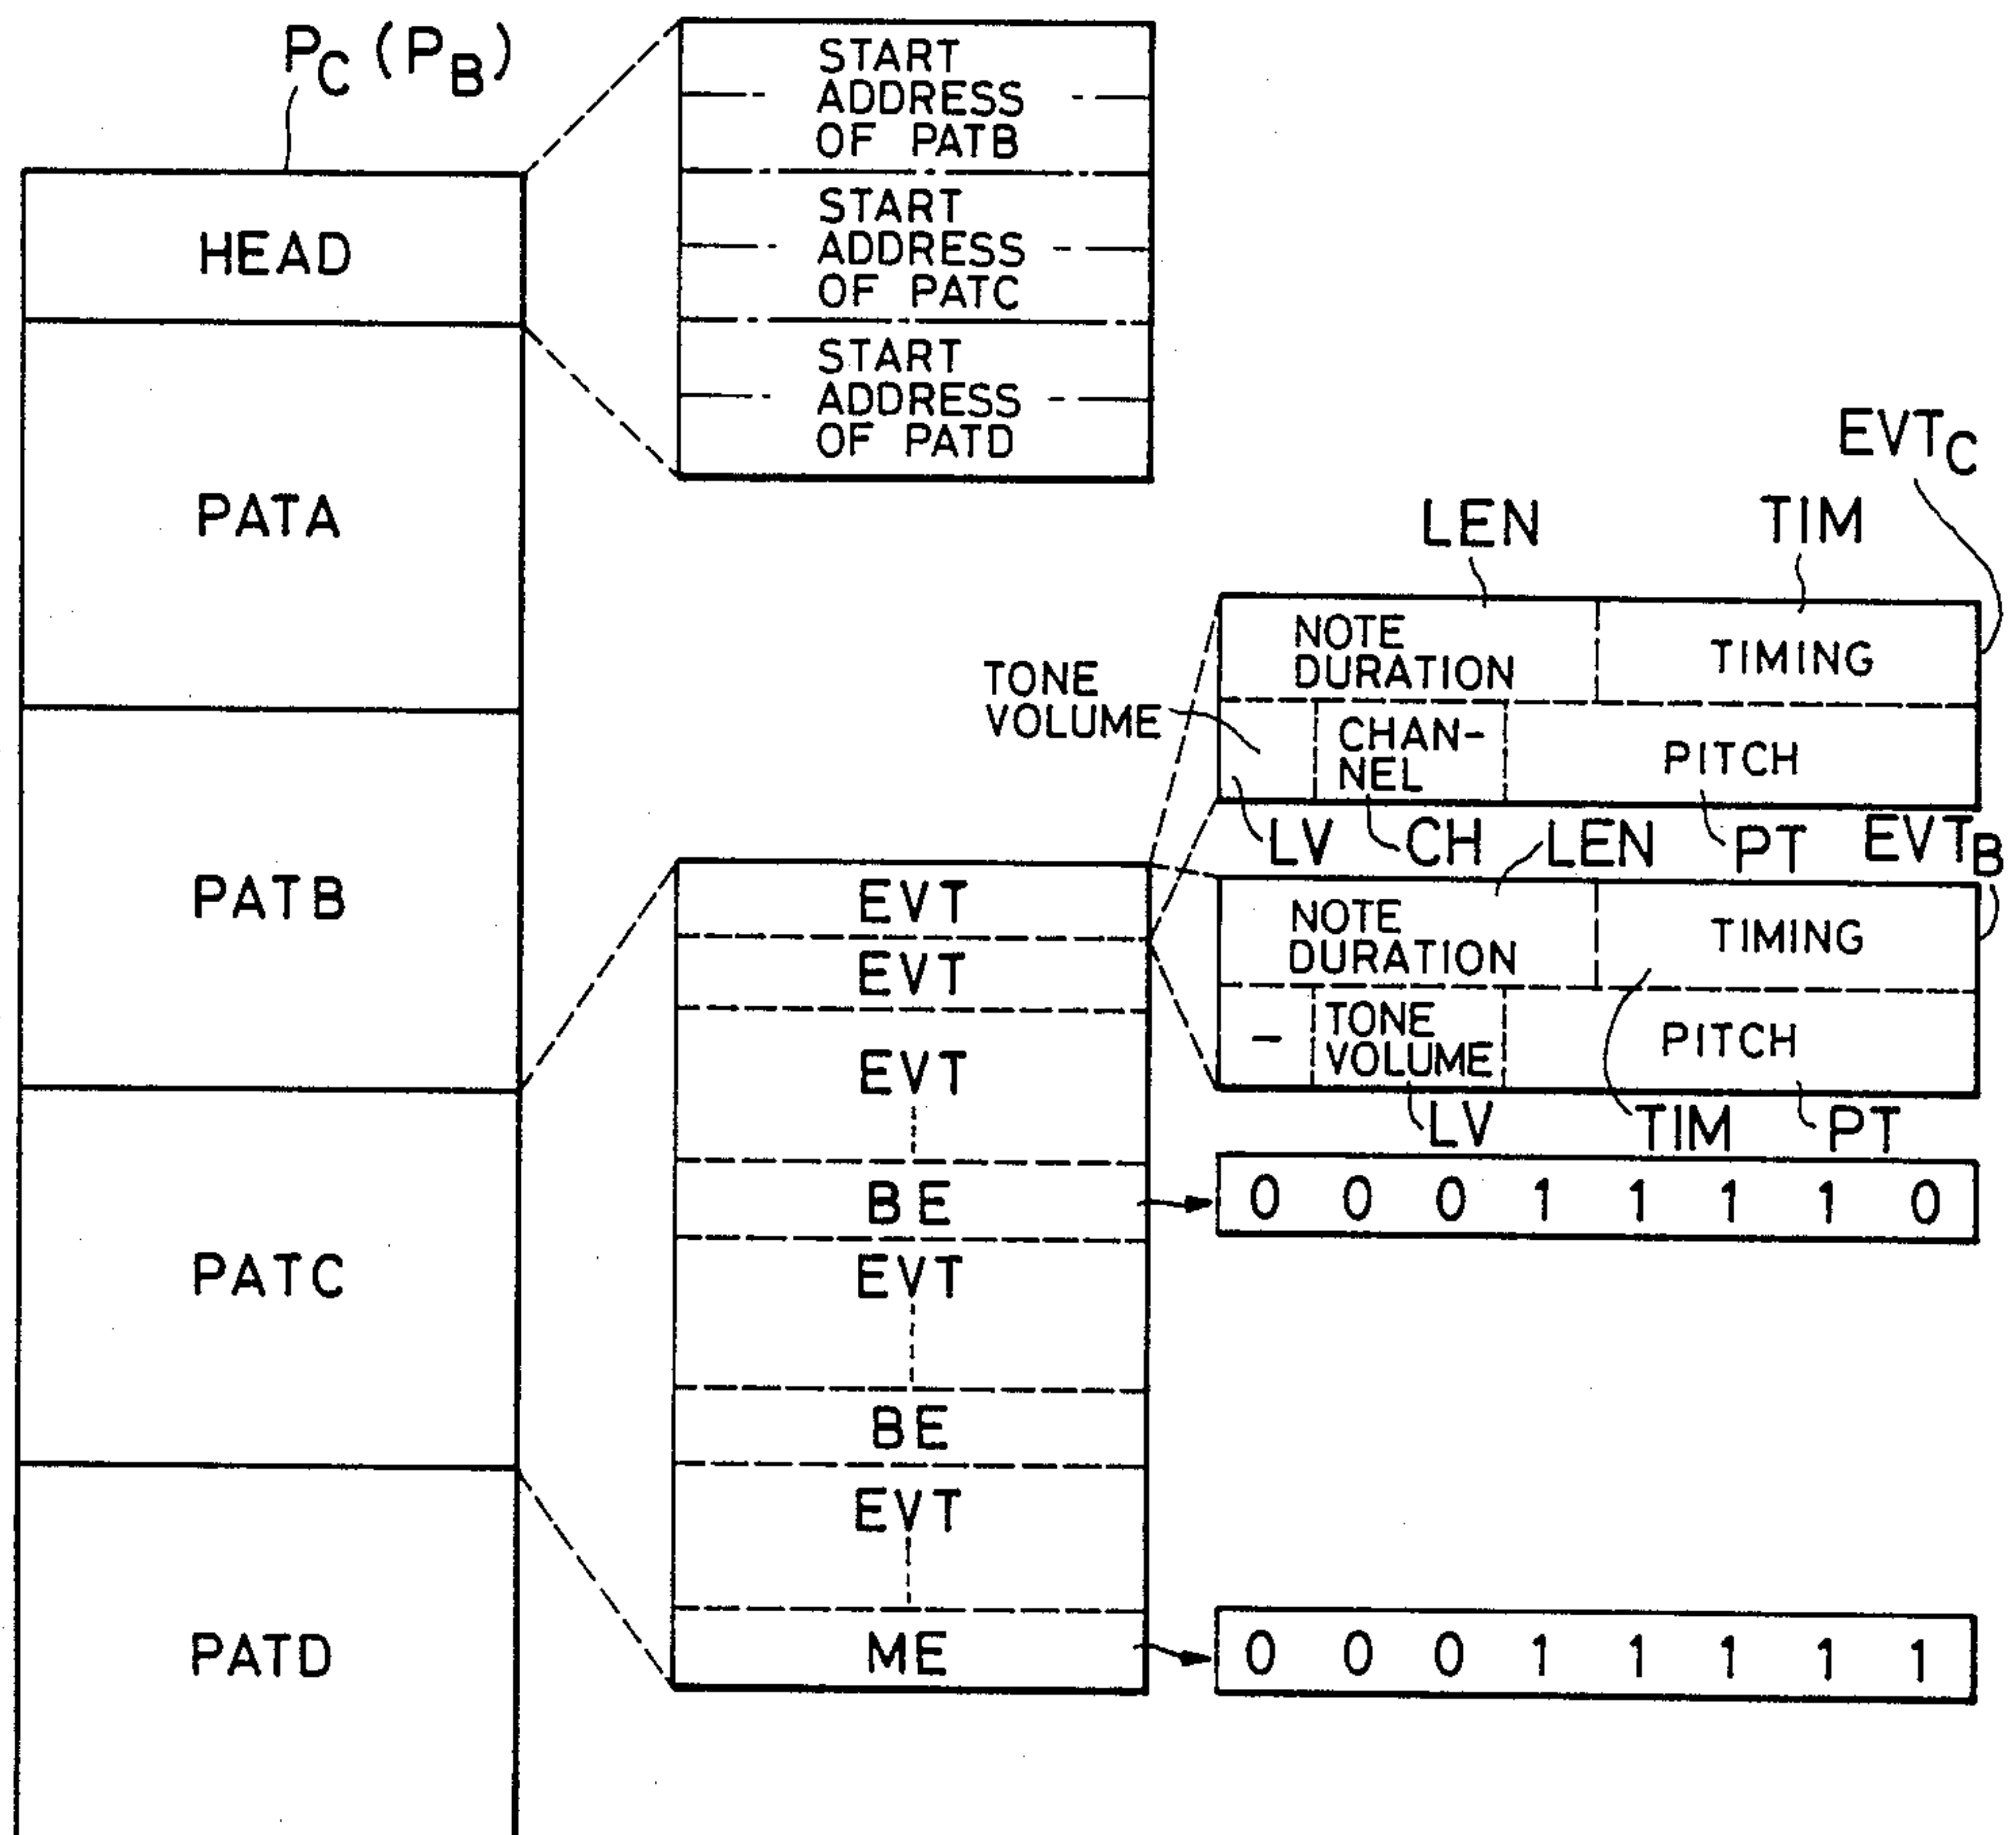 PC (PB)
HEAD
PATA
PATB
PATC
PATD
START
ADDRESS
OF PATB
START
ADDRESS
OF PATC
START
ADDRESS
OF PATD
EVT
EVT
EVT
BE
EVT
BE
EVT
ME
EVTC
LEN
TIM
NOTE
DURATION
TIMING
TONE
VOLUME
CHAN-
NEL
PITCH
LV
CH
PT
LEN
EVTB
NOTE
DURATION
TIMING
-
TONE
VOLUME
PITCH
LV
TIM
PT
0 0 0 1 1 1 1 0
0 0 0 1 1 1 1 1